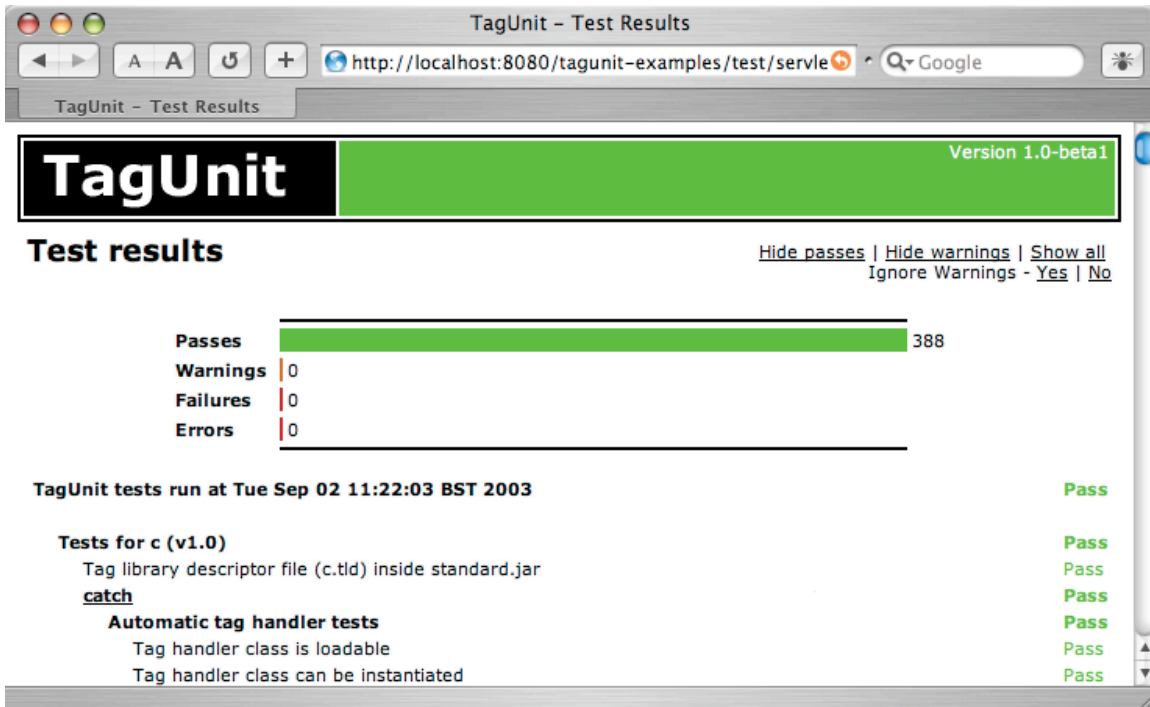 TagUnit – Test Results
A A + http://localhost:8080/tagunit-examples/test/servle Google
TagUnit – Test Results
TagUnit
Version 1.0-beta1
Test results
Hide passes | Hide warnings | Show all
Ignore Warnings - Yes | No
Passes 388
Warnings 0
Failures 0
Errors 0
TagUnit tests run at Tue Sep 02 11:22:03 BST 2003 Pass
Tests for c (v1.0) Pass
Tag library descriptor file (c.tld) inside standard.jar Pass
catch Pass
Automatic tag handler tests Pass
Tag handler class is loadable Pass
Tag handler class can be instantiated Pass